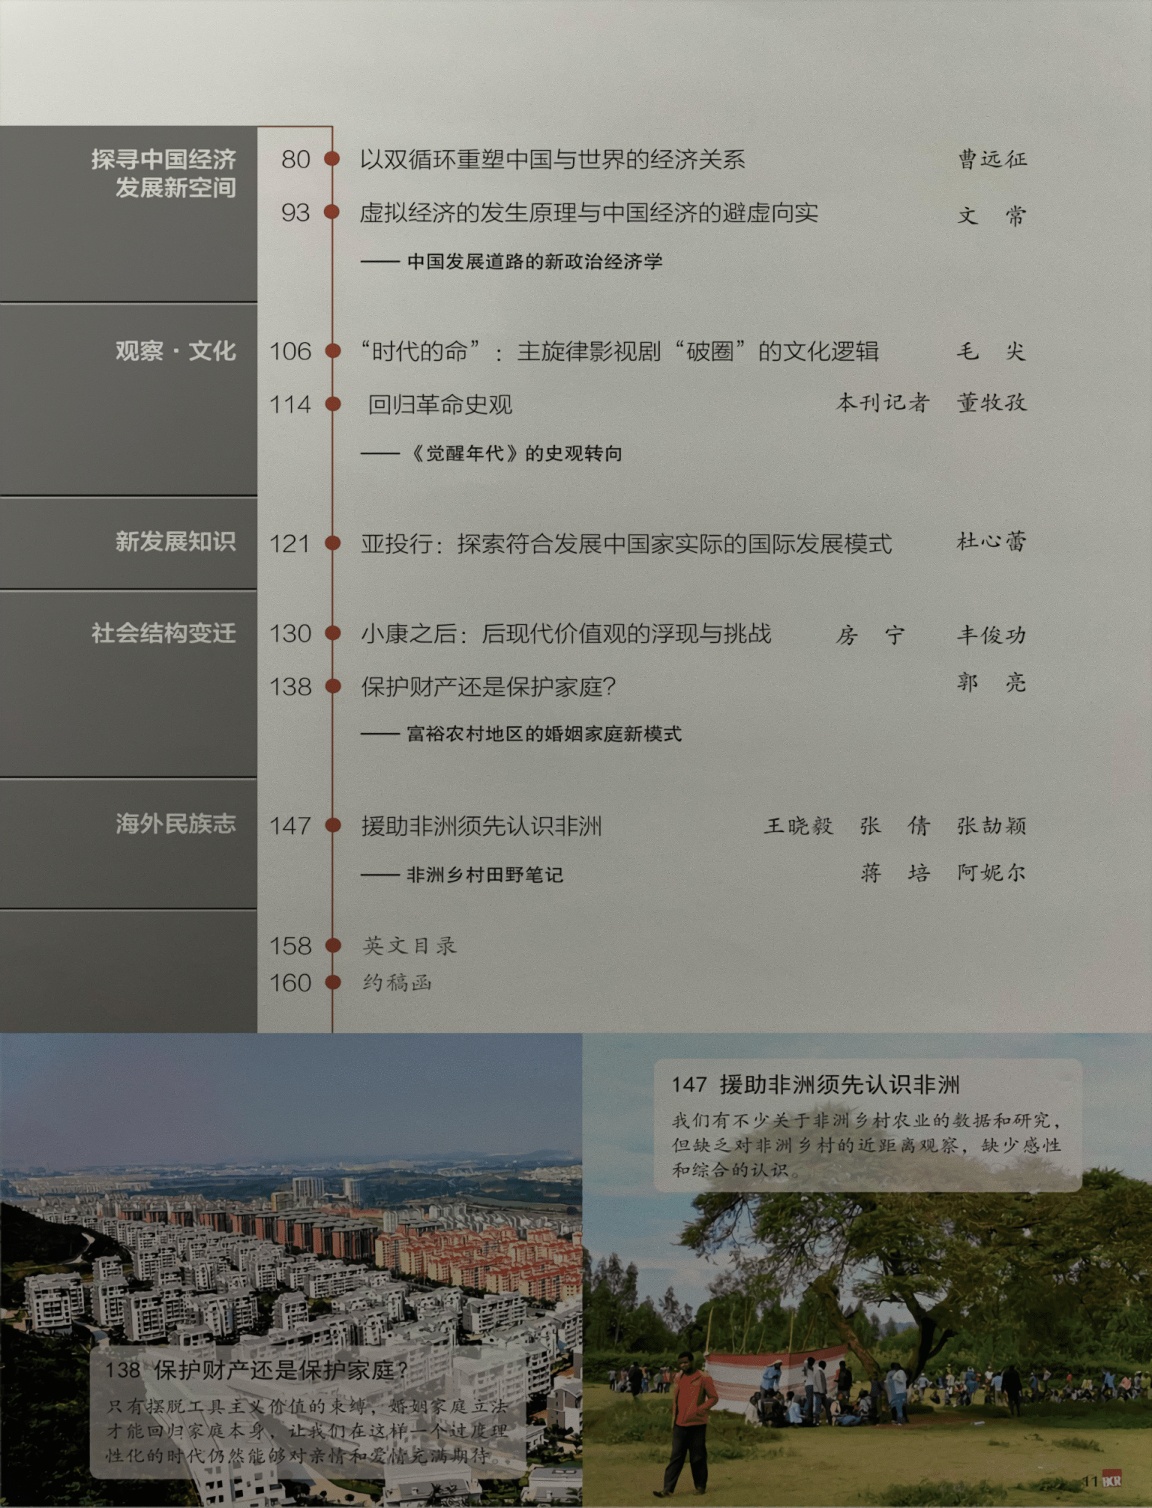 探寻中国经济
发展新空间
80 以双循环重塑中国与世界的经济关系 曹远征
93 虚拟经济的发生原理与中国经济的避虚向实 文 常
—— 中国发展道路的新政治经济学
观察·文化
106 “时代的命”：主旋律影视剧“破圈”的文化逻辑 毛 尖
114 回归革命史观 本刊记者 董牧孜
—— 《觉醒年代》的史观转向
新发展知识
121 亚投行：探索符合发展中国家实际的国际发展模式 杜心蕾
社会结构变迁
130 小康之后：后现代价值观的浮现与挑战 房 宁 丰俊功
138 保护财产还是保护家庭? 郭 亮
—— 富裕农村地区的婚姻家庭新模式
海外民族志
147 援助非洲须先认识非洲 王晓毅 张 倩 张劼颖
—— 非洲乡村田野笔记 蒋 培 阿妮尔
158 英文目录
160 约稿函
138 保护财产还是保护家庭?
只有摆脱工具主义价值的束缚，婚姻家庭立法
才能回归家庭本身，让我们在这样一个过度理
性化的时代仍然能够对亲情和爱情充满期待。
147 援助非洲须先认识非洲
我们有不少关于非洲乡村农业的数据和研究，
但缺乏对非洲乡村的近距离观察，缺少感性
和综合的认识。
11 BCR